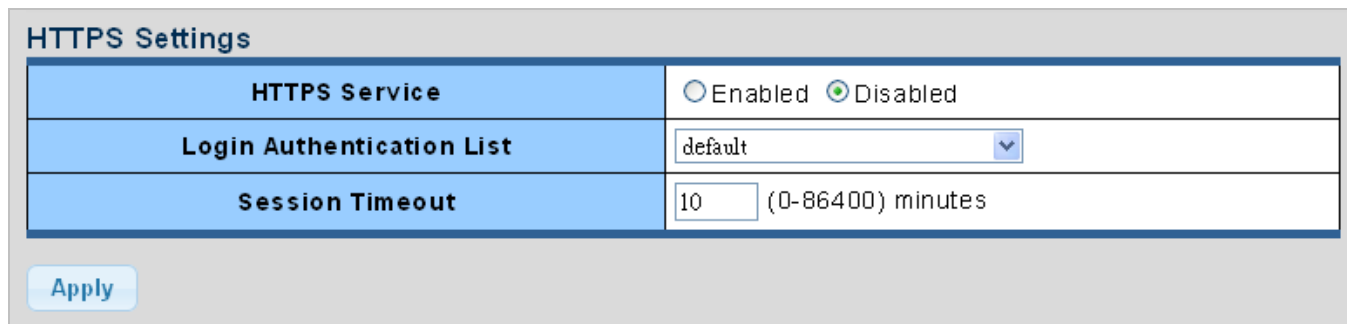 HTTPS Settings
HTTPS Service Enabled Disabled
Login Authentication List default
Session Timeout 10 (0-86400) minutes
Apply